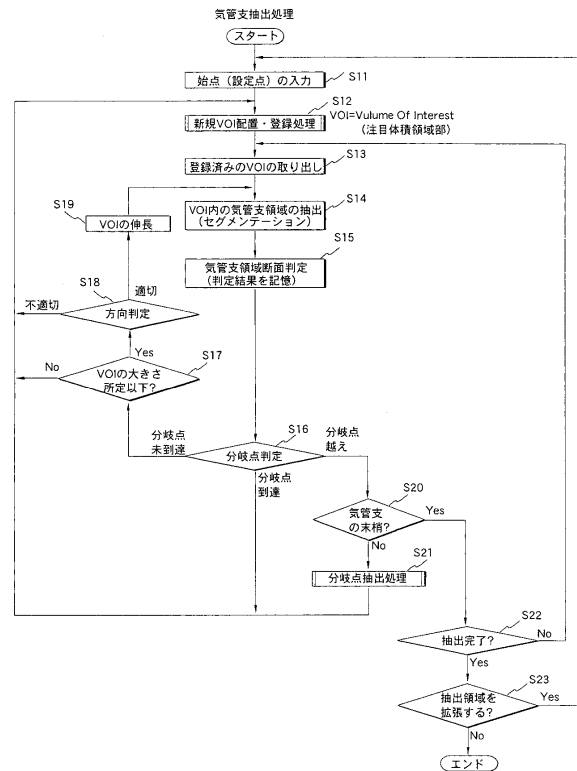 気管支抽出処理
スタート
始点（設定点）の入力
S11
S12
新規VOI配置・登録処理
VOI=Vulume Of Interest
（注目体積領域部）
S13
登録済みのVOIの取り出し
S14
VOI内の気管支領域の抽出
（セグメンテーション）
S15
気管支領域断面判定
（判定結果を記憶）
S19
VOIの伸長
S18
適切
不適切
方向判定
Yes
S17
No
VOIの大きさ
所定以下?
分岐点
未到達
S16
分岐点判定
分岐点
越え
分岐点
到達
S20
気管支
の末梢?
Yes
No
S21
分岐点抽出処理
S22
抽出完了?
No
Yes
S23
抽出領域を
拡張する?
Yes
No
エンド